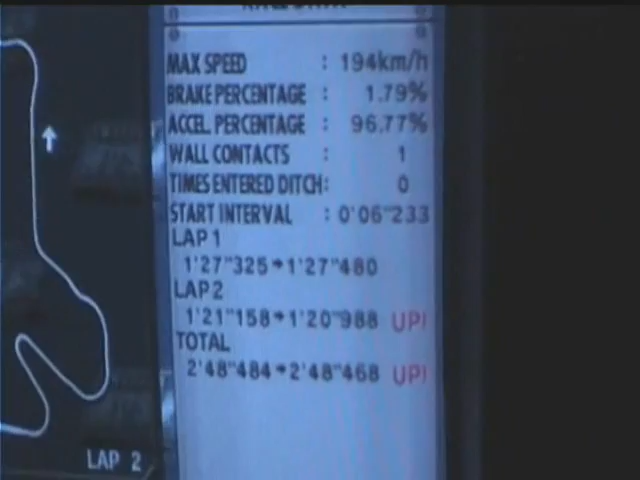 MAX SPEED : 194km/h
BRAKE PERCENTAGE : 1.79%
ACCEL. PERCENTAGE : 96.77%
WALL CONTACTS : 1
TIMES ENTERED DITCH: 0
START INTERVAL : 0'06"233
LAP 1
1'27"325→1'27"480
LAP 2
1'21"158→1'20"988 UP!
TOTAL
2'48"484→2'48"468 UP!
LAP 2